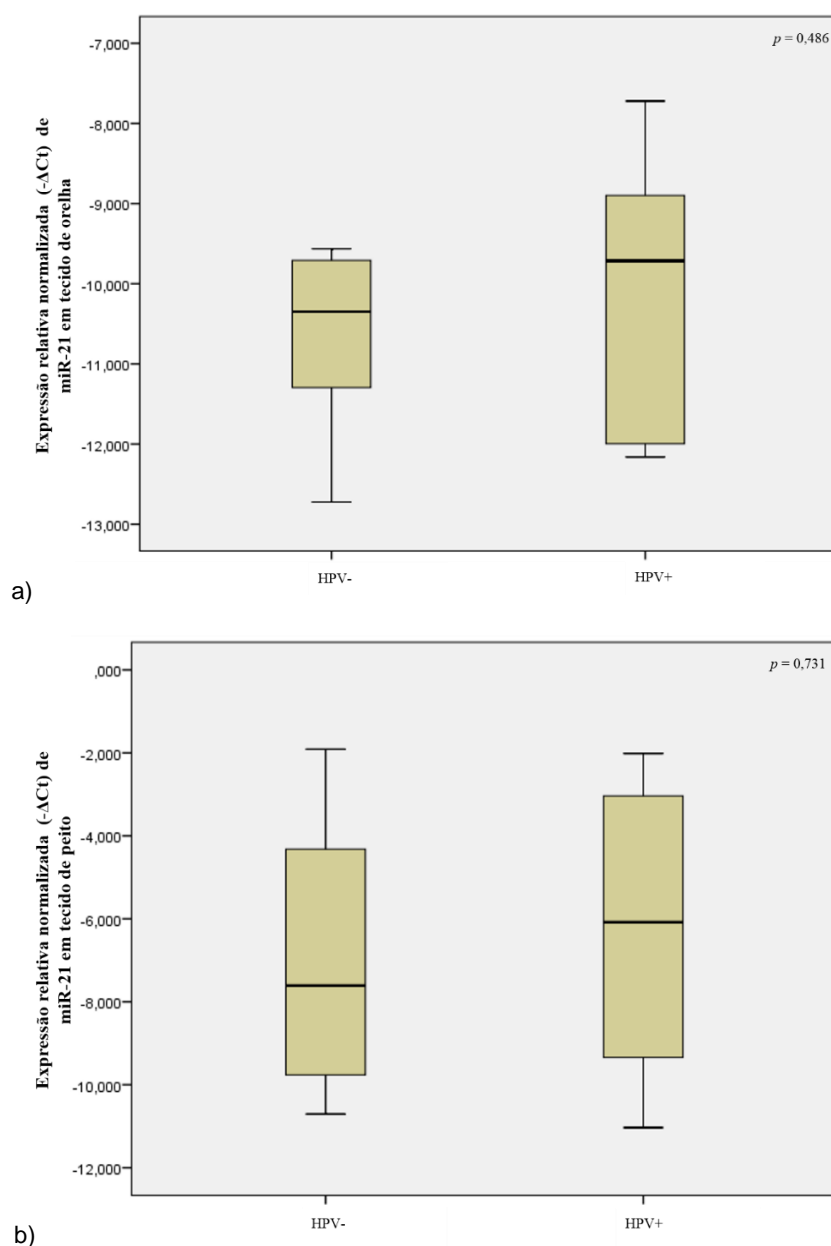 p = 0,486
Expressão relativa normalizada (-ΔCt) de
miR-21 em tecido de orelha
-7,000
-8,000
-9,000
-10,000
-11,000
-12,000
-13,000
HPV-
HPV+
a)
p = 0,731
Expressão relativa normalizada (-ΔCt) de
miR-21 em tecido de peito
,000
-2,000
-4,000
-6,000
-8,000
-10,000
-12,000
HPV-
HPV+
b)